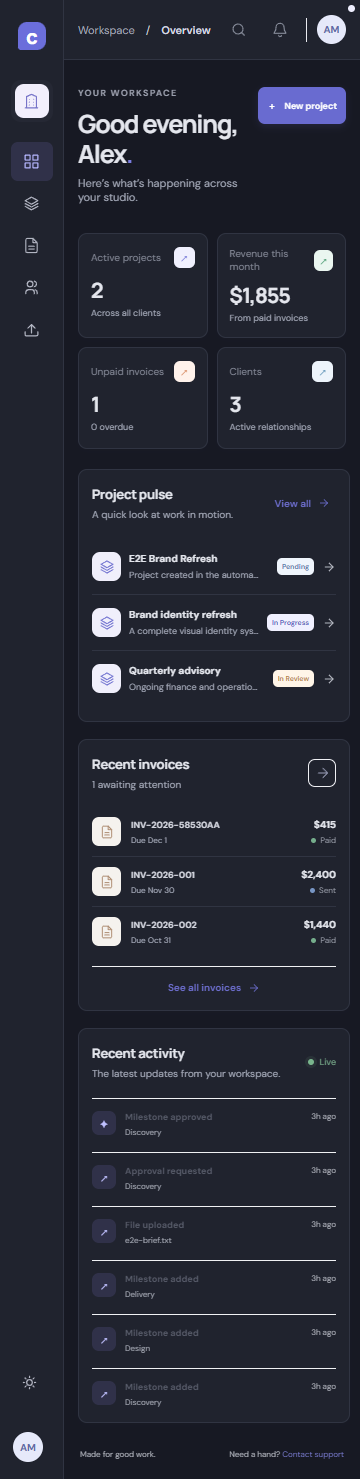 c
Workspace / Overview
AM
YOUR WORKSPACE
Good evening,
Alex.
+ New project
Here's what's happening across
your studio.
Active projects
2
Across all clients
Revenue this
month
$1,855
From paid invoices
Unpaid invoices
1
0 overdue
Clients
3
Active relationships
Project pulse
A quick look at work in motion.
View all
E2E Brand Refresh
Project created in the automa...
Pending
Brand identity refresh
A complete visual identity sys...
In Progress
Quarterly advisory
Ongoing finance and operatio...
In Review
Recent invoices
1 awaiting attention
INV-2026-58530AA $415
Due Dec 1 Paid
INV-2026-001 $2,400
Due Nov 30 Sent
INV-2026-002 $1,440
Due Oct 31 Paid
See all invoices
Recent activity
The latest updates from your workspace.
Live
Milestone approved 3h ago
Discovery
Approval requested 3h ago
Discovery
File uploaded 3h ago
e2e-brief.txt
Milestone added 3h ago
Delivery
Milestone added 3h ago
Design
Milestone added 3h ago
Discovery
AM
Made for good work. Need a hand? Contact support